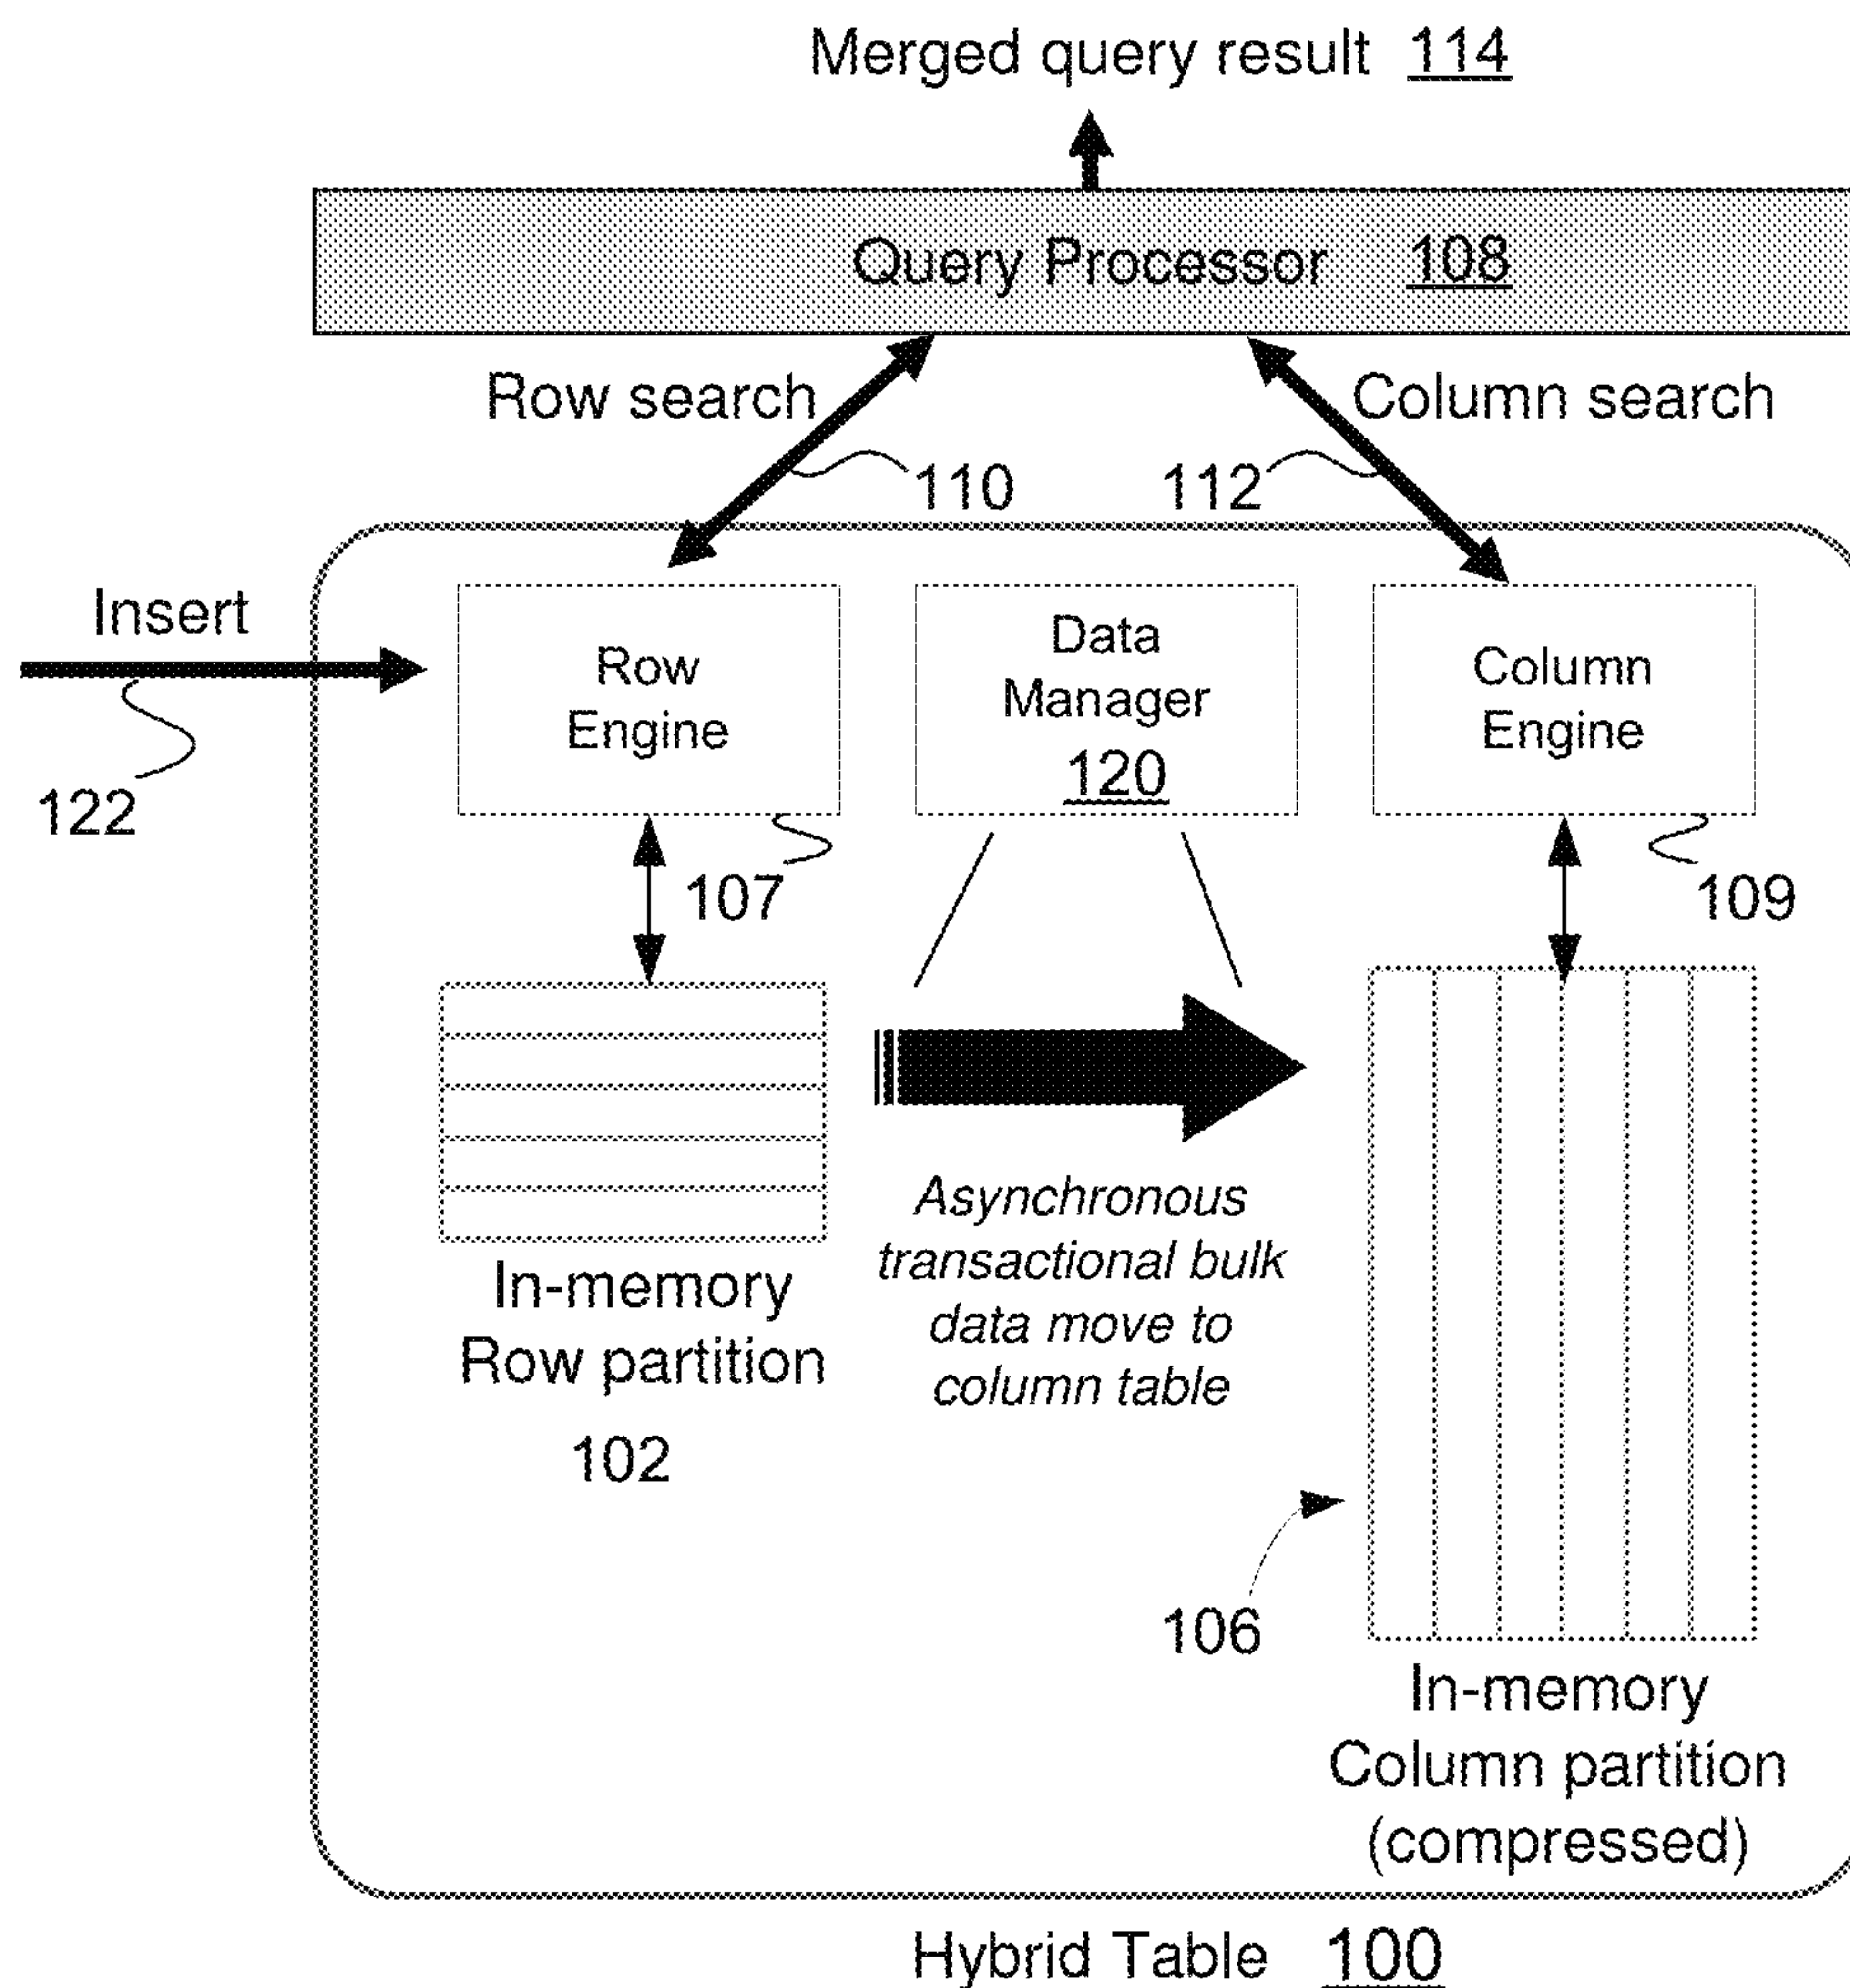 Merged query result 114
Query Processor 108
Row search
Column search
110
112
Insert
122
Row
Engine
107
Data
Manager
120
Column
Engine
109
In-memory
Row partition
102
Asynchronous
transactional bulk
data move to
column table
106
In-memory
Column partition
(compressed)
Hybrid Table 100